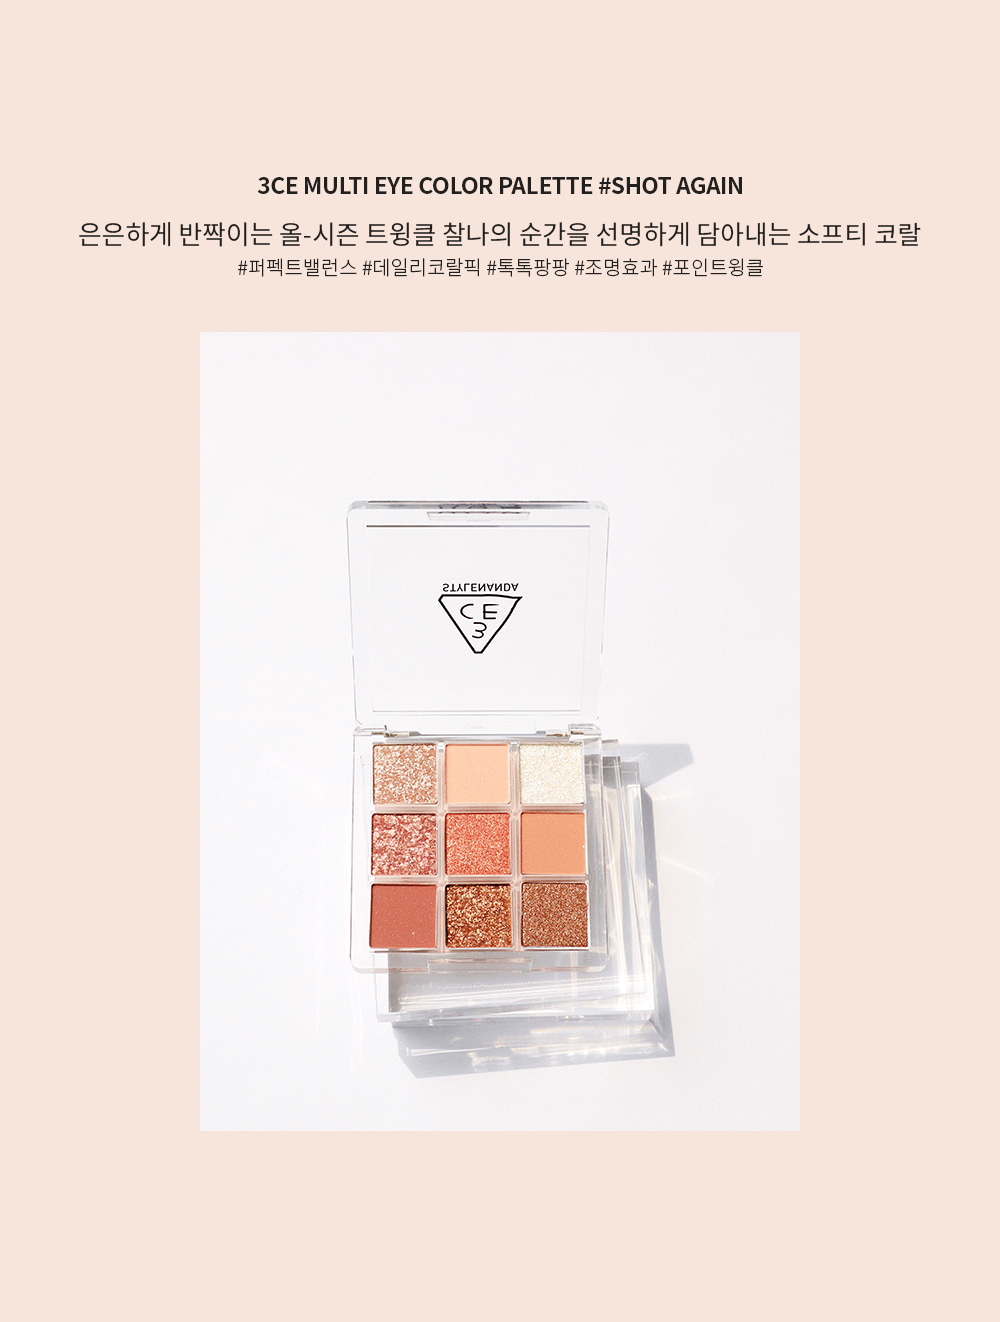 3CE MULTI EYE COLOR PALETTE #SHOT AGAIN
은은하게 반짝이는 올-시즌 트윙클 찰나의 순간을 선명하게 담아내는 소프티 코랄
#퍼펙트밸런스 #데일리코랄픽 #톡톡팡팡 #조명효과 #포인트윙클
STYLENANDA
CE
3